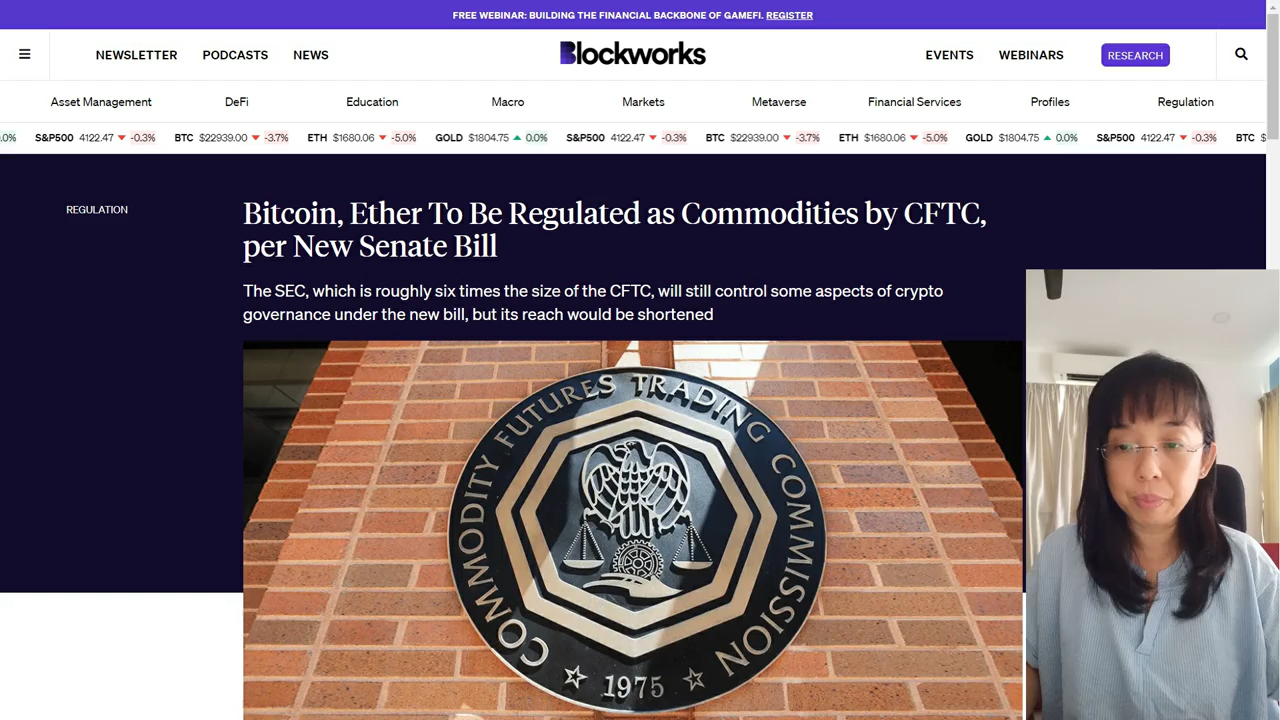 FREE WEBINAR: BUILDING THE FINANCIAL BACKBONE OF GAMEFI. REGISTER
NEWSLETTER PODCASTS NEWS Blockworks EVENTS WEBINARS RESEARCH
Asset Management DeFi Education Macro Markets Metaverse Financial Services Profiles Regulation
0.0% S&P500 4122.47 -0.3% BTC $22939.00 -3.7% ETH $1680.06 -5.0% GOLD $1804.75 0.0% S&P500 4122.47 -0.3% BTC $22939.00 -3.7% ETH $1680.06 -5.0% GOLD $1804.75 0.0% S&P500 4122.47 -0.3% BTC $
REGULATION
Bitcoin, Ether To Be Regulated as Commodities by CFTC,
per New Senate Bill
The SEC, which is roughly six times the size of the CFTC, will still control some aspects of crypto
governance under the new bill, but its reach would be shortened
COMMODITY FUTURES TRADING COMMISSION
1975